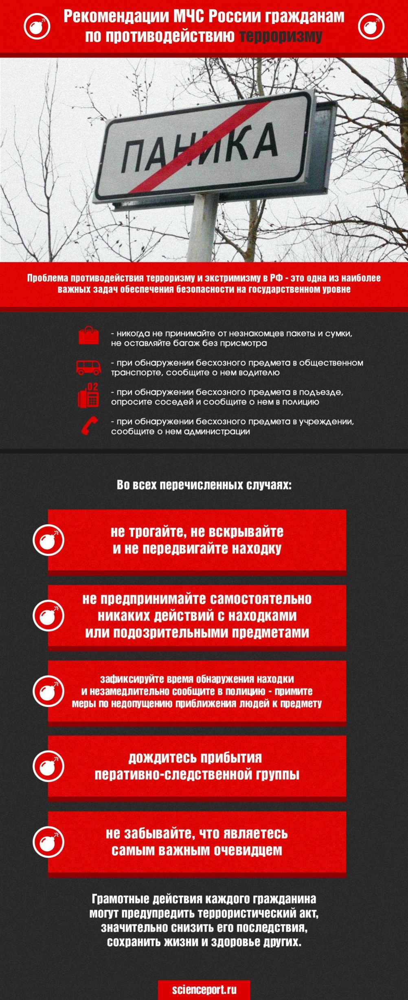 Рекомендации МЧС России гражданам
по противодействию терроризму
ПАНИКА
Проблема противодействия терроризму и экстримизму в РФ - это одна из наиболее
важных задач обеспечения безопасности на государственном уровне
- никогда не принимайте от незнакомцев пакеты и сумки,
не оставляйте багаж без присмотра
- при обнаружении бесхозного предмета в общественном
транспорте, сообщите о нем водителю
02
- при обнаружении бесхозного предмета в подъезде,
опросите соседей и сообщите о нем в полицию
- при обнаружении бесхозного предмета в учреждении,
сообщите о нем администрации
Во всех перечисленных случаях:
не трогайте, не вскрывайте
и не передвигайте находку
не предпринимайте самостоятельно
никаких действий с находками
или подозрительными предметами
зафиксируйте время обнаружения находки
и незамедлительно сообщите в полицию - примите
меры по недопущению приближения людей к предмету
дождитесь прибытия
перативно-следственной группы
не забывайте, что являетесь
самым важным очевидцем
Грамотные действия каждого гражданина
могут предупредить террористический акт,
значительно снизить его последствия,
сохранить жизни и здоровье других.
scienceport.ru